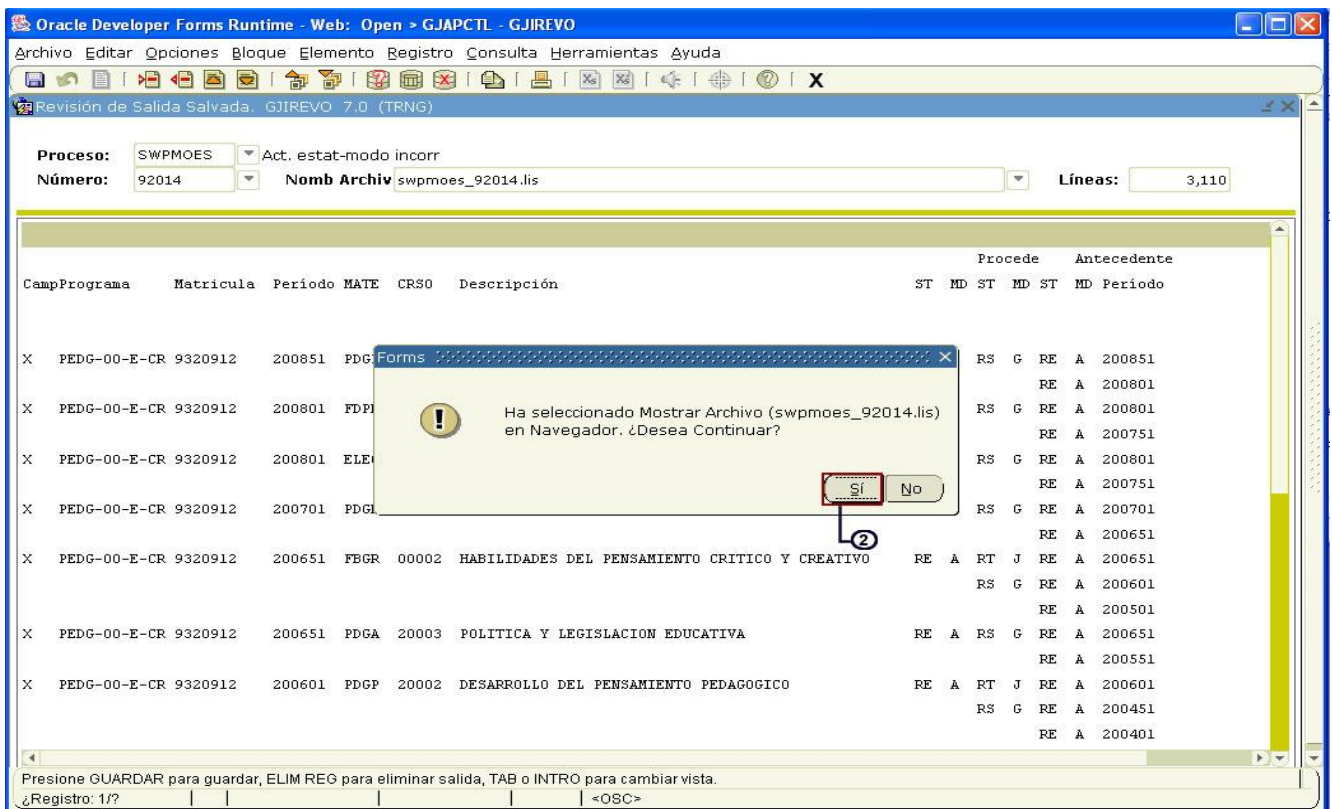 Oracle Developer Forms Runtime - Web: Open > GJAPCTL - GJIREVO
Archivo Editar Opciones Bloque Elemento Registro Consulta Herramientas Ayuda
Revisión de Salida Salvada. GJIREVO 7.0 (TRNG)
Proceso: SWPMOES Act. estat-modo incorr
Número: 92014 Nomb Archiv swpmoes_92014.lis Líneas: 3,110
Procede Antecedente
CampPrograma Matricula Período MATE CRSO Descripción ST MD ST MD ST MD Período
X PEDG-00-E-CR 9320912 200851 PDG RS G RE A 200851
RE A 200801
X PEDG-00-E-CR 9320912 200801 FDP RS G RE A 200801
RE A 200751
X PEDG-00-E-CR 9320912 200801 ELE RS G RE A 200801
RE A 200751
X PEDG-00-E-CR 9320912 200701 PDG RS G RE A 200701
RE A 200651
X PEDG-00-E-CR 9320912 200651 FBGR 00002 HABILIDADES DEL PENSAMIENTO CRITICO Y CREATIVO RE A RT J RE A 200651
RS G RE A 200601
RE A 200501
X PEDG-00-E-CR 9320912 200651 PDGA 20003 POLITICA Y LEGISLACION EDUCATIVA RE A RS G RE A 200651
RE A 200551
X PEDG-00-E-CR 9320912 200601 PDGP 20002 DESARROLLO DEL PENSAMIENTO PEDAGOGICO RE A RT J RE A 200601
RS G RE A 200451
RE A 200401
Forms
Ha seleccionado Mostrar Archivo (swpmoes_92014.lis)
en Navegador. ¿Desea Continuar?
Sí No
2
Presione GUARDAR para guardar, ELIM REG para eliminar salida, TAB o INTRO para cambiar vista.
¿Registro: 1/? <OSC>